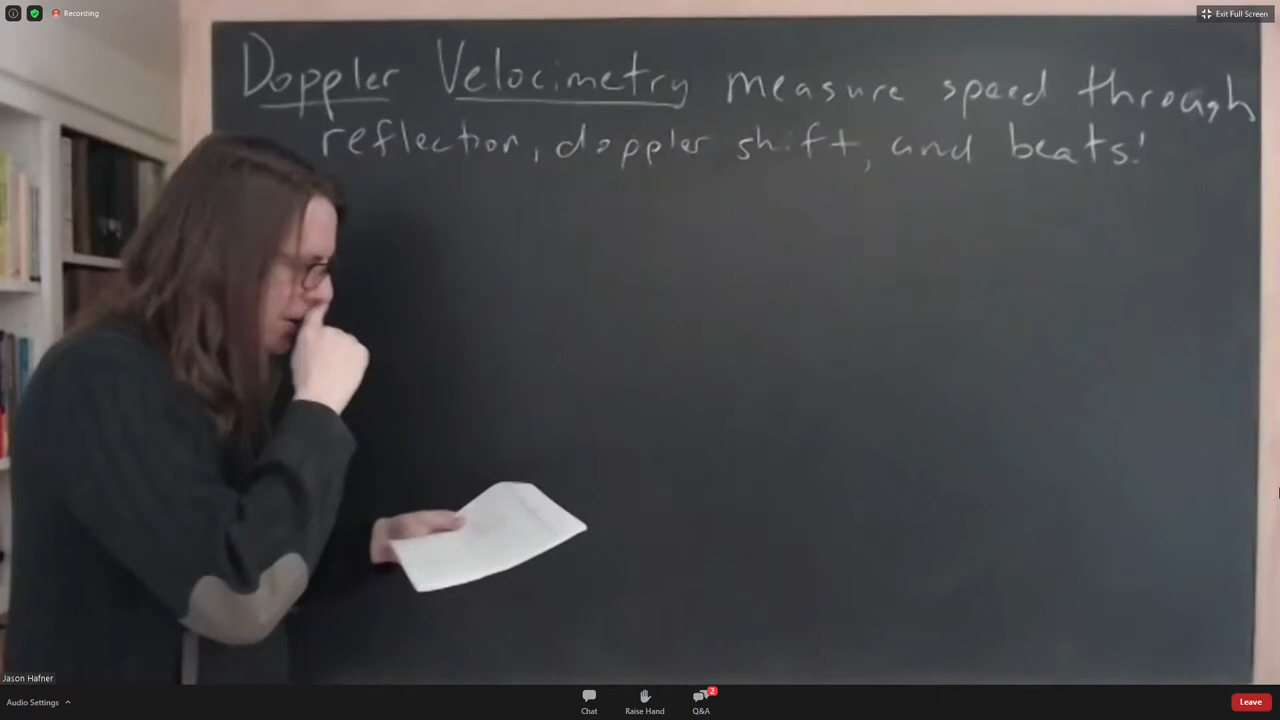 Recording
Exit Full Screen
Doppler Velocimetry measure speed through
reflection, doppler shift, and beats!
Jason Hafner
Audio Settings
Chat
Raise Hand
2
Q&A
Leave